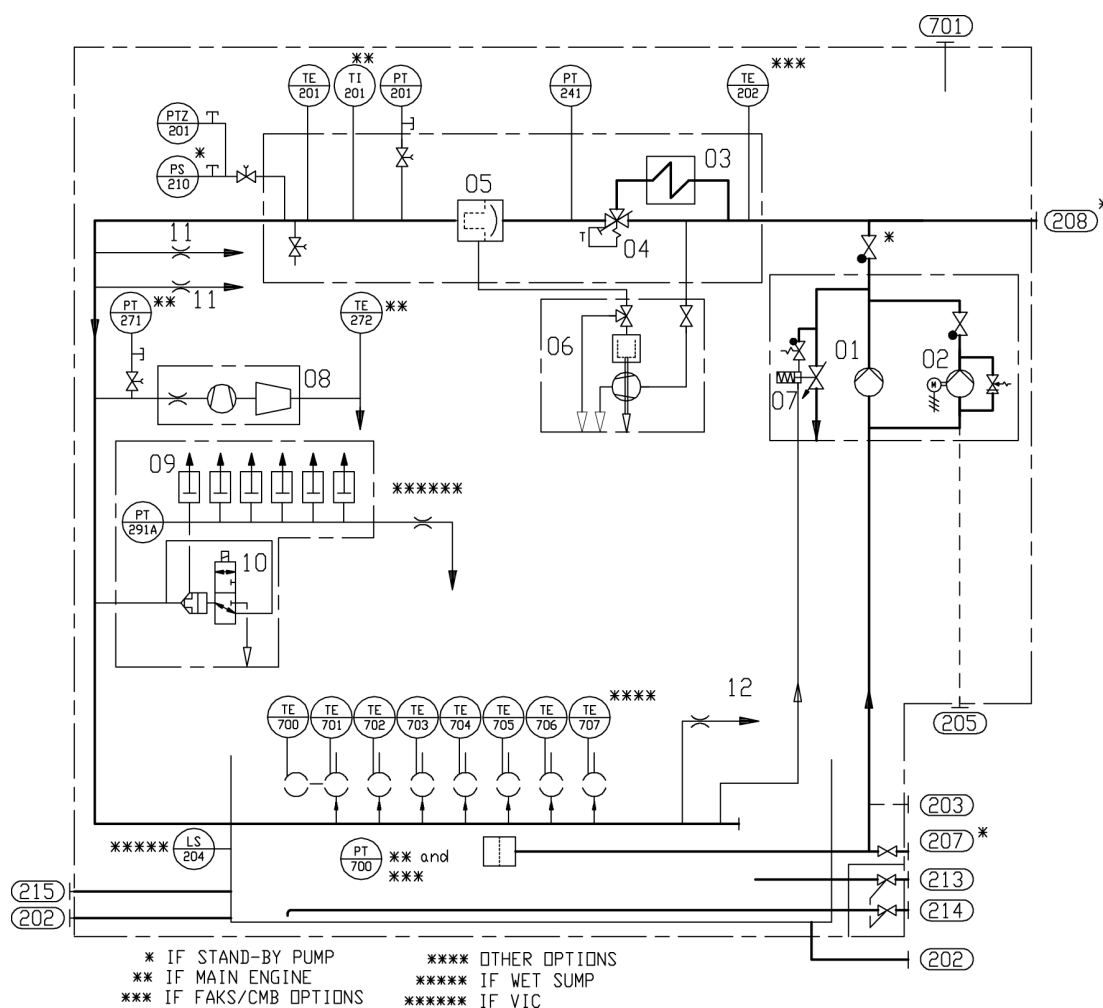 701
TE 201
TI 201
**
PT 201
PT 241
TE 202
***
PTZ 201
PS 210
*
05
03
04
T
208
*
*
11
11
PT 271
**
TE 272
**
08
06
01
02
M
07
09
******
PT 291A
10
TE 700
TE 701
TE 702
TE 703
TE 704
TE 705
TE 706
TE 707
****
12
205
203
207
*
***** LS 204
PT 700
** and
***
213
215
214
202
202
* IF STAND-BY PUMP
** IF MAIN ENGINE
*** IF FAKS/CMB OPTIONS
**** OTHER OPTIONS
***** IF WET SUMP
****** IF VIC